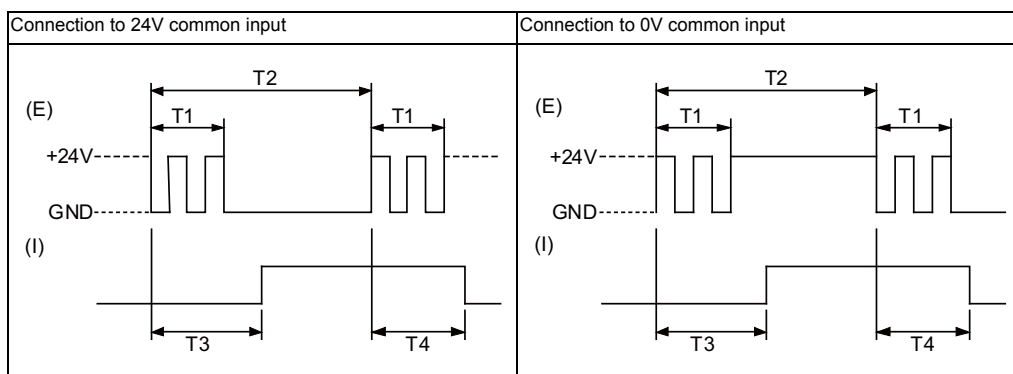 Connection to 24V common input
T2
(E)
T1
T1
+24V
GND
(I)
T3
T4
Connection to 0V common input
T2
(E)
T1
T1
+24V
GND
(I)
T3
T4